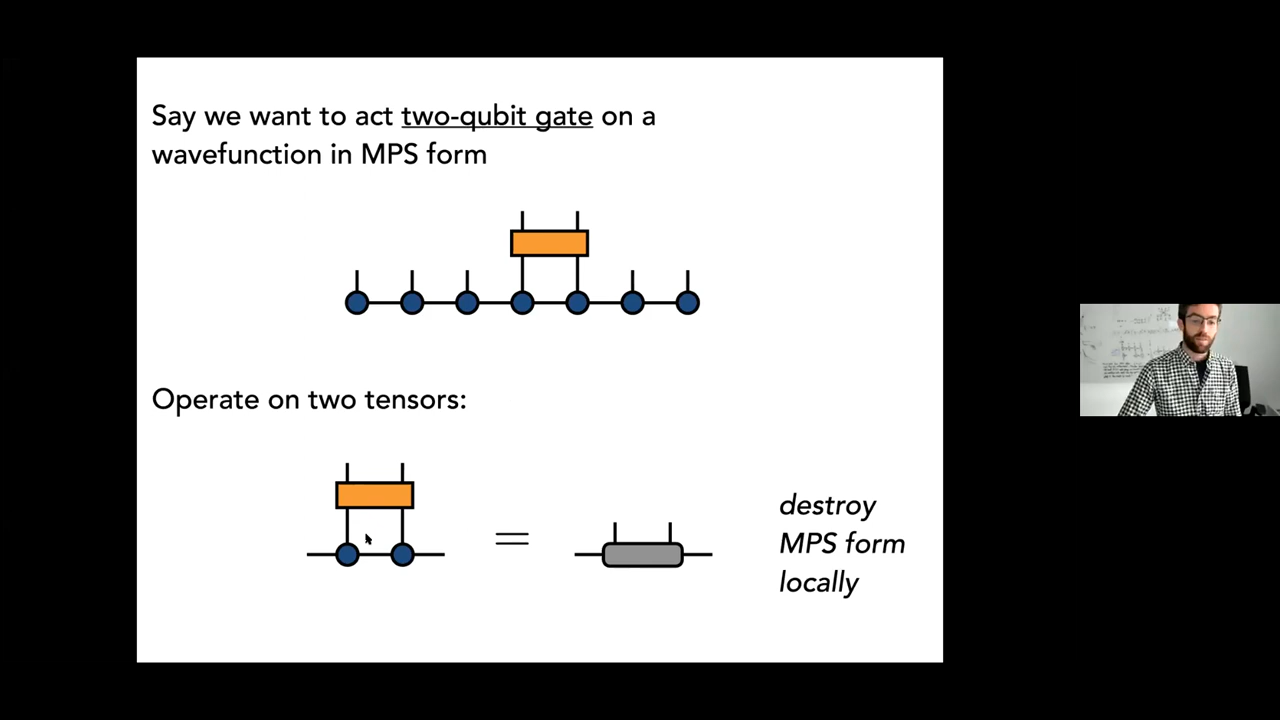 Say we want to act two-qubit gate on a
wavefunction in MPS form
Operate on two tensors:
=
destroy
MPS form
locally